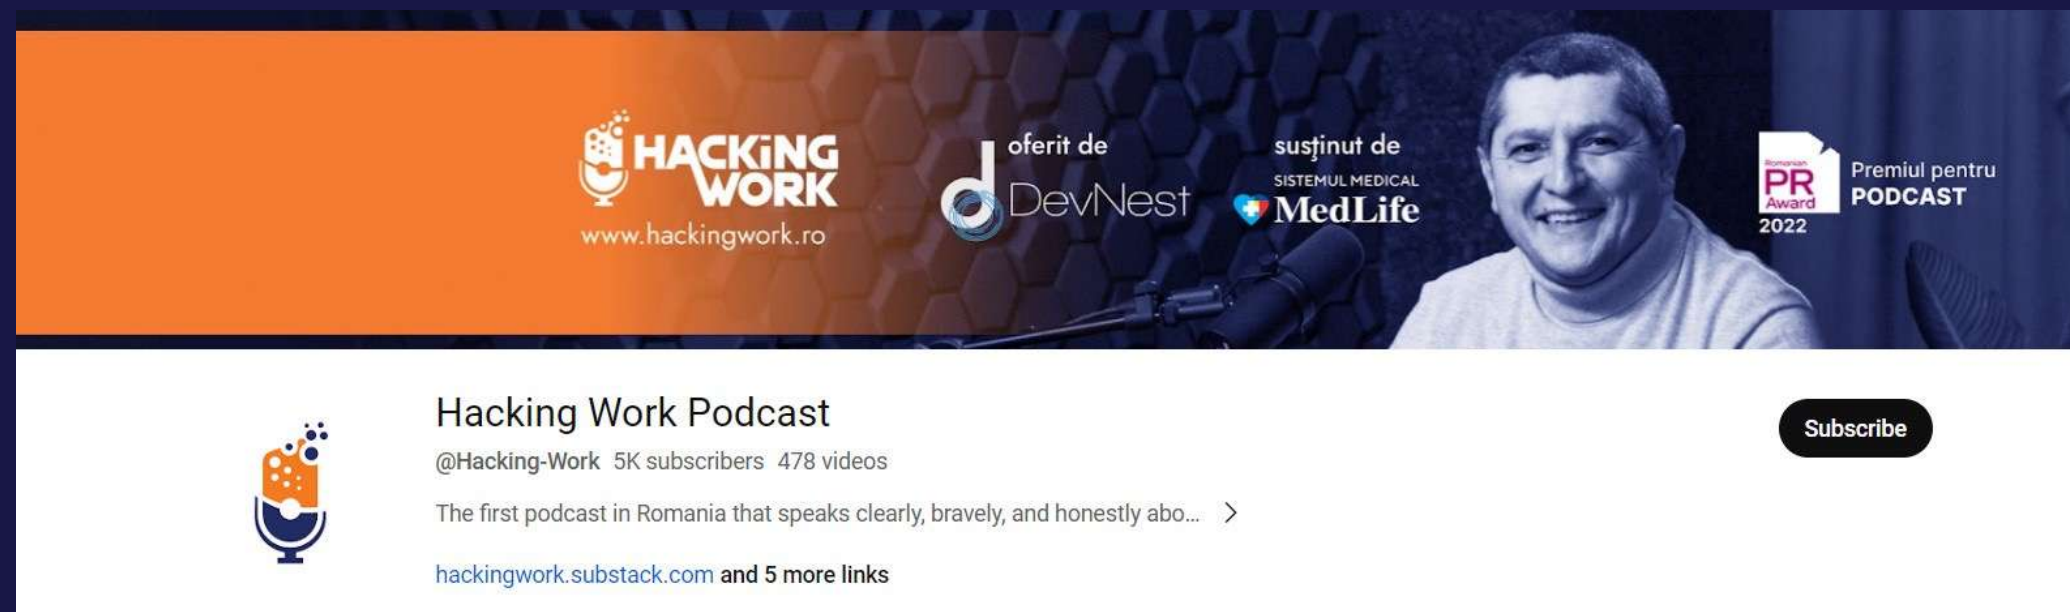 HACKiNG
WORK
www.hackingwork.ro
oferit de
DevNest
susținut de
SISTEMUL MEDICAL
MedLife
Romanian
PR
Award
2022
Premiul pentru
PODCAST
Hacking Work Podcast
@Hacking-Work 5K subscribers 478 videos
The first podcast in Romania that speaks clearly, bravely, and honestly abo... >
hackingwork.substack.com and 5 more links
Subscribe